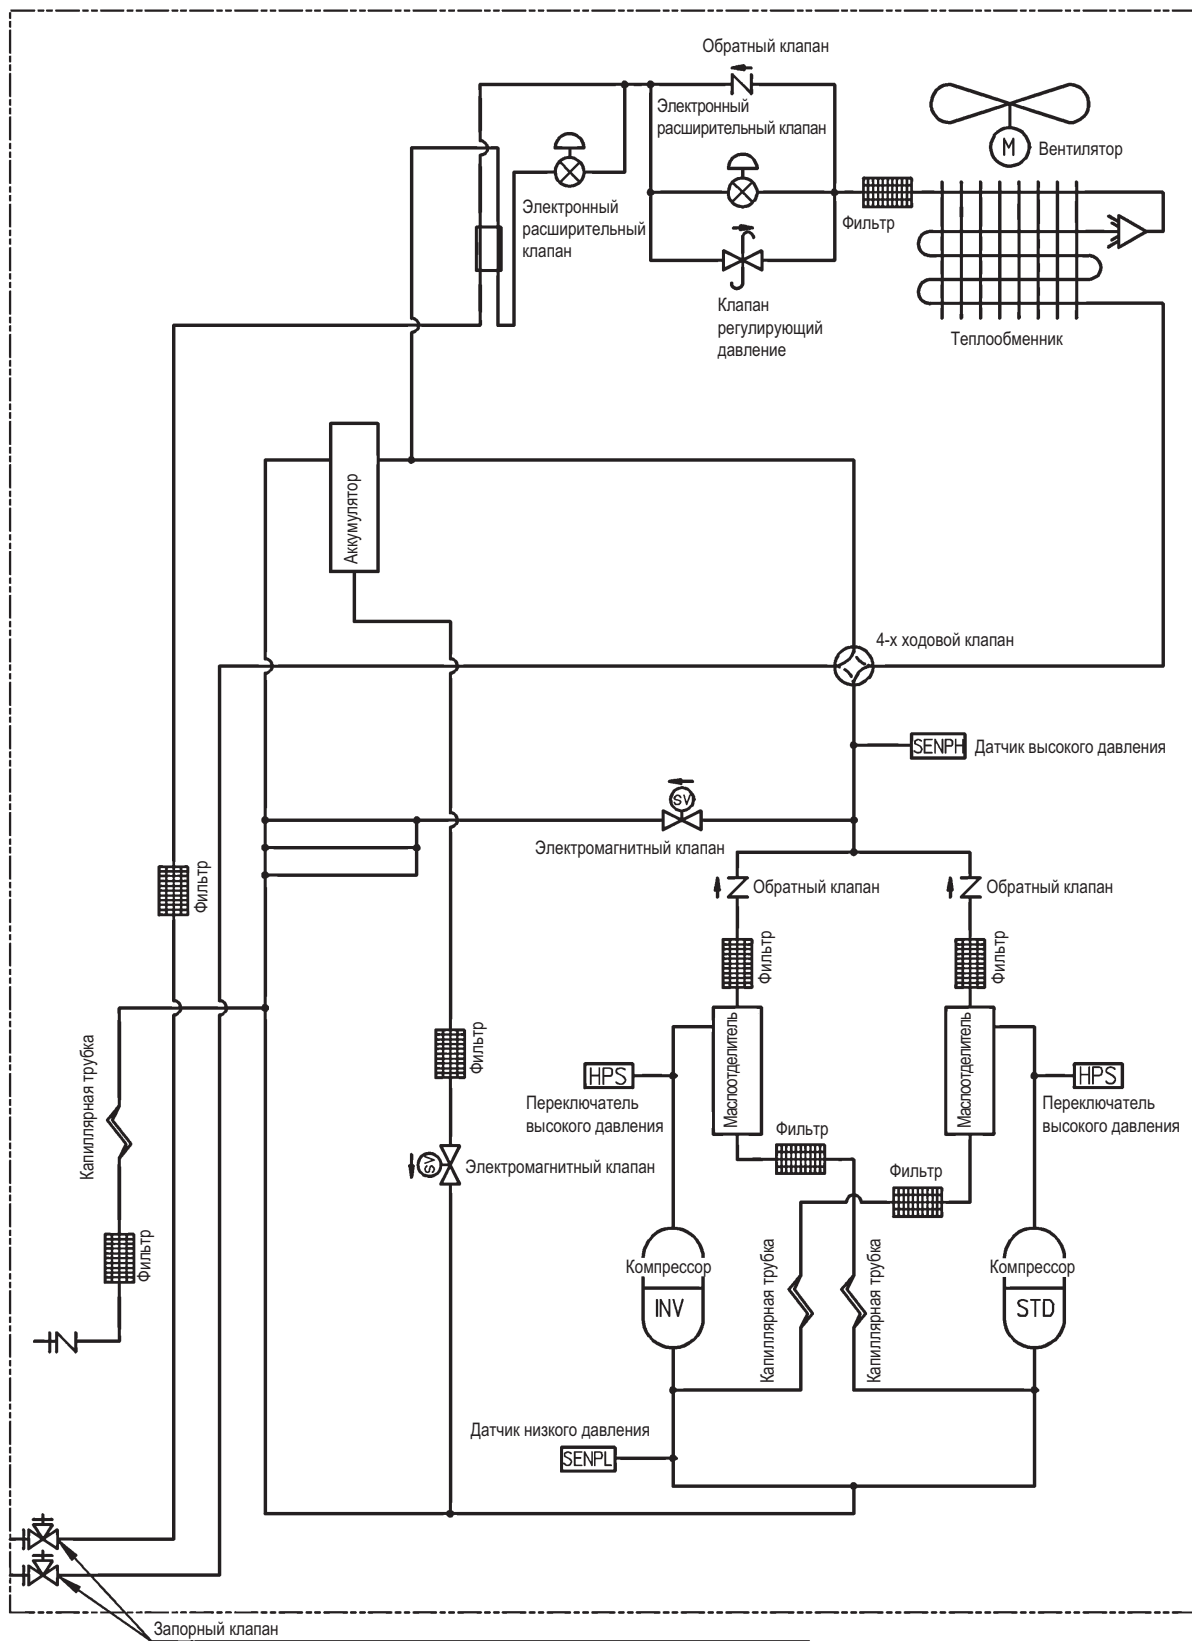 Обратный клапан
Электронный
расширительный клапан
M
Вентилятор
Электронный
расширительный
клапан
Фильтр
Клапан
регулирующий
давление
Теплообменник
Аккумулятор
4-х ходовой клапан
SENPH
Датчик высокого давления
SV
Электромагнитный клапан
Фильтр
Обратный клапан
Обратный клапан
Фильтр
Фильтр
Капиллярная трубка
Фильтр
HPS
Переключатель
высокого давления
Маслоотделитель
Маслоотделитель
HPS
Переключатель
высокого давления
Фильтр
SV
Электромагнитный клапан
Фильтр
Фильтр
Компрессор
INV
Капиллярная трубка
Капиллярная трубка
Компрессор
STD
Датчик низкого давления
SENPL
Запорный клапан